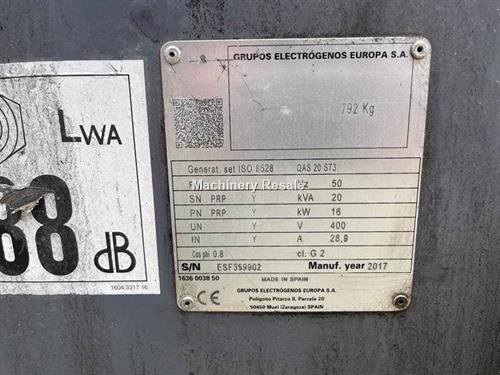 LWA
88
dB
1604 3317 16
GRUPOS ELECTRÓGENOS EUROPA S.A.
792 Kg
Generat. set ISO 8528 QAS 20 ST3
Hz 50
SN PRP Y kVA 20
PN PRP Y kW 16
UN Y V 400
IN Y A 28,9
Cos phi 0.8 cl. G 2
S/N ESF359902 Manuf. year 2017
1636 0038 50 MADE IN SPAIN
CE
GRUPOS ELECTRÓGENOS EUROPA S.A.
Polígono Pitarco II, Parcela 20
50450 Muel (Zaragoza) SPAIN
Machinery Resale